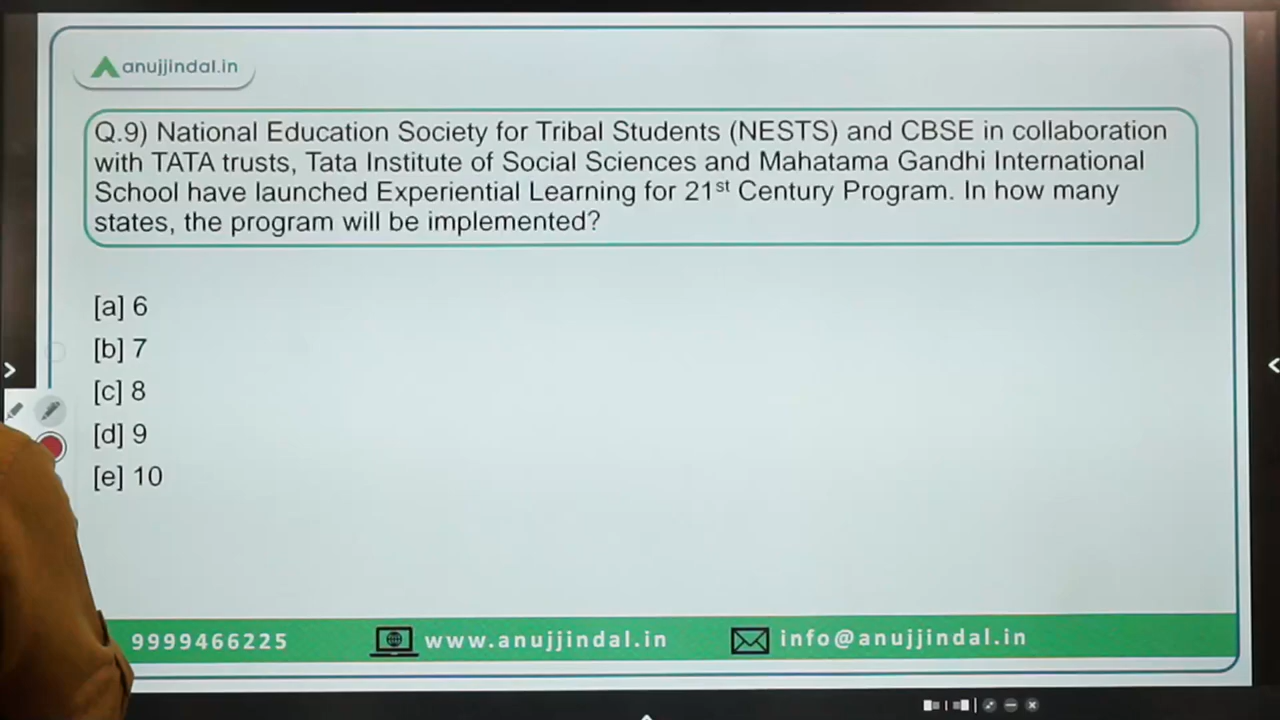 anujjindal.in
Q.9) National Education Society for Tribal Students (NESTS) and CBSE in collaboration
with TATA trusts, Tata Institute of Social Sciences and Mahatama Gandhi International
School have launched Experiential Learning for 21st Century Program. In how many
states, the program will be implemented?
[a] 6
[b] 7
[c] 8
[d] 9
[e] 10
9999466225 www.anujjindal.in info@anujjindal.in